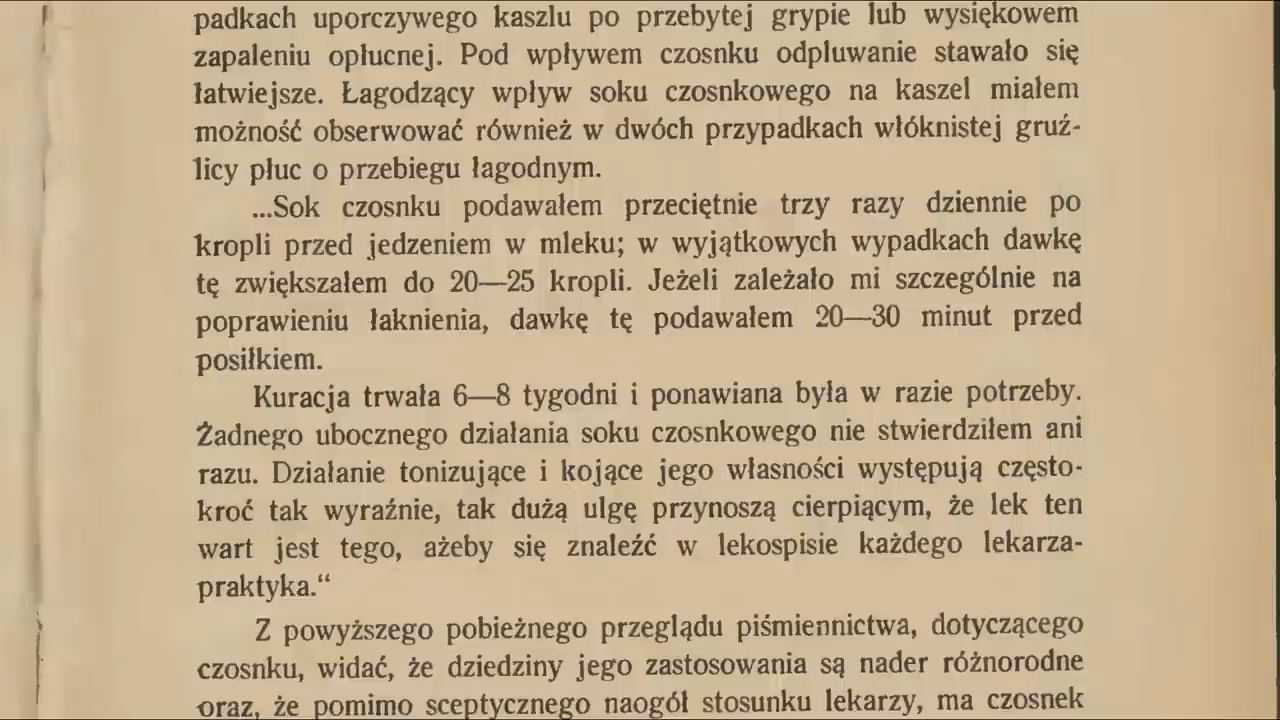 padkach uporczywego kaszlu po przebytej grypie lub wysiękowem
zapaleniu opłucnej. Pod wpływem czosnku odpluwanie stawało się
łatwiejsze. Łagodzący wpływ soku czosnkowego na kaszel miałem
możność obserwować również w dwóch przypadkach włóknistej gruź-
licy płuc o przebiegu łagodnym.
...Sok czosnku podawałem przeciętnie trzy razy dziennie po
kropli przed jedzeniem w mleku; w wyjątkowych wypadkach dawkę
tę zwiększałem do 20—25 kropli. Jeżeli zależało mi szczególnie na
poprawieniu łaknienia, dawkę tę podawałem 20—30 minut przed
posiłkiem.
Kuracja trwała 6—8 tygodni i ponawiana była w razie potrzeby.
Żadnego ubocznego działania soku czosnkowego nie stwierdziłem ani
razu. Działanie tonizujące i kojące jego własności występują często-
kroć tak wyraźnie, tak dużą ulgę przynoszą cierpiącym, że lek ten
wart jest tego, ażeby się znaleźć w lekospisie każdego lekarza-
praktyka.“
Z powyższego pobieżnego przeglądu piśmiennictwa, dotyczącego
czosnku, widać, że dziedziny jego zastosowania są nader różnorodne
oraz, że pomimo sceptycznego naogół stosunku lekarzy, ma czosnek